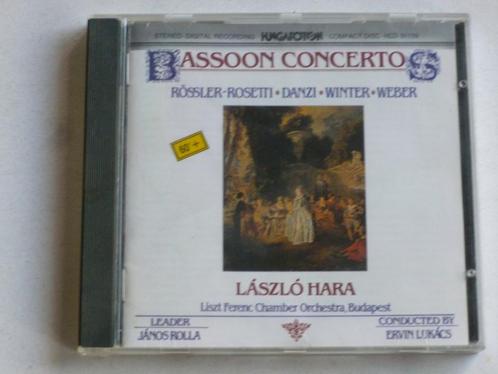 STEREO-DIGITAL RECORDING HUNGAROTON COMPACT DISC
BASSOON CONCERTOS
RÖSSLER-ROSETTI • DANZI • WINTER • WEBER
60' +
LÁSZLÓ HARA
Liszt Ferenc Chamber Orchestra, Budapest
LEADER
JÁNOS ROLLA
CONDUCTED BY
ERVIN LUKÁCS